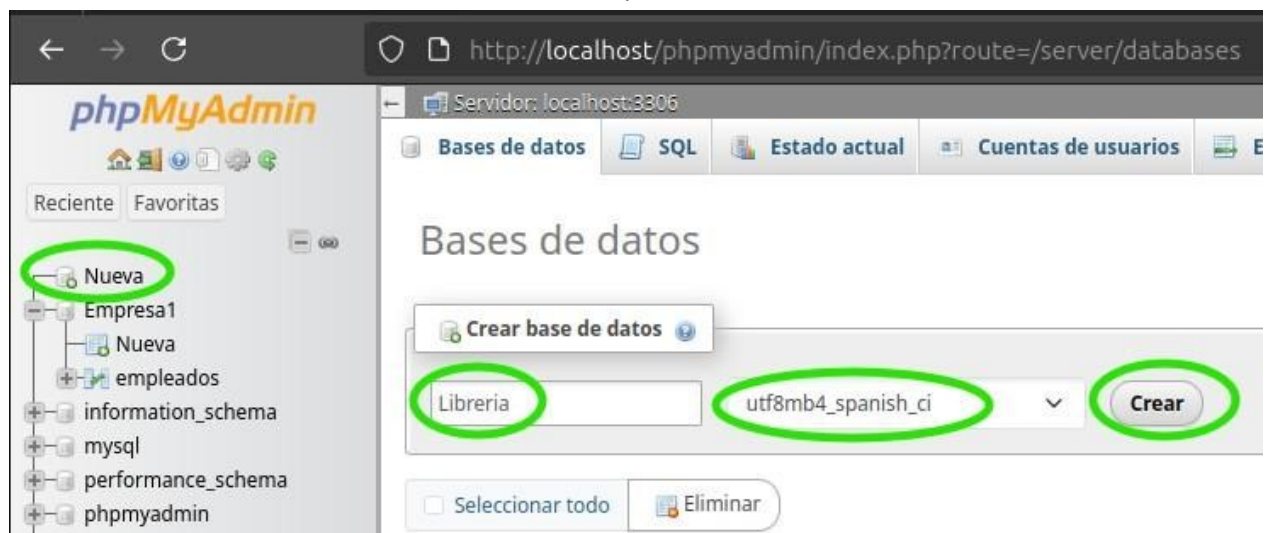 http://localhost/phpmyadmin/index.php?route=/server/databases
phpMyAdmin
Reciente Favoritas
Nueva
Empresa1
Nueva
empleados
information_schema
mysql
performance_schema
phpmyadmin
Servidor: localhost:3306
Bases de datos SQL Estado actual Cuentas de usuarios E
Bases de datos
Crear base de datos
Libreria utf8mb4_spanish_ci Crear
Seleccionar todo Eliminar